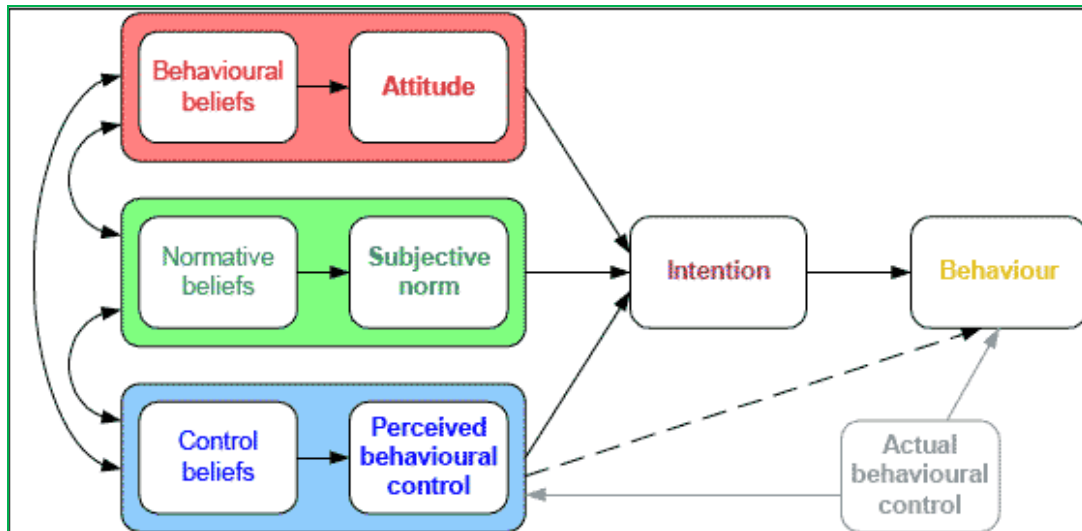 Behavioural
beliefs
Attitude
Normative
beliefs
Subjective
norm
Intention
Behaviour
Control
beliefs
Perceived
behavioural
control
Actual
behavioural
control